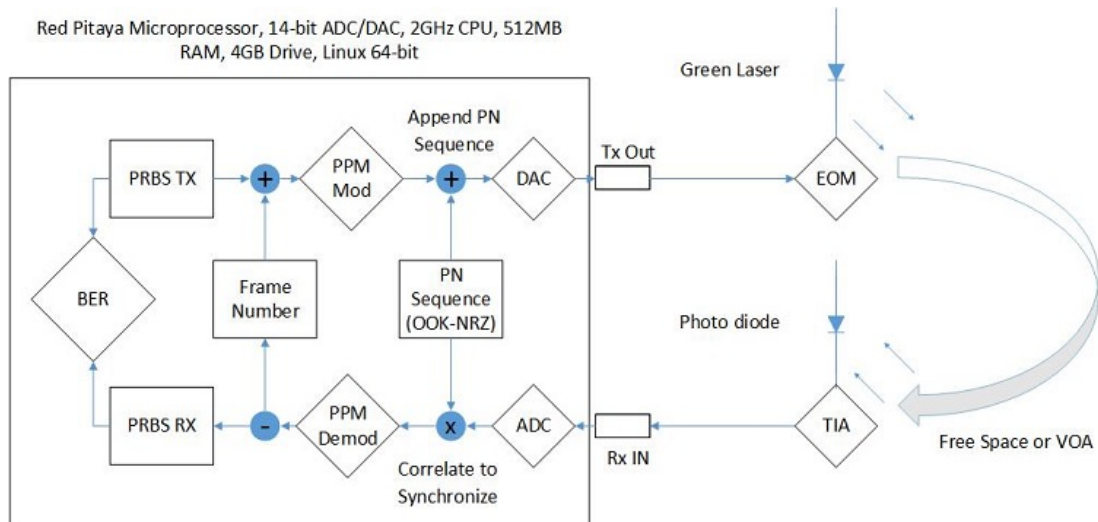 Red Pitaya Microprocessor, 14-bit ADC/DAC, 2GHz CPU, 512MB
RAM, 4GB Drive, Linux 64-bit
Green Laser
Append PN
Sequence
PRBS TX
+
PPM
Mod
+
DAC
Tx Out
EOM
BER
Frame
Number
PN
Sequence
(OOK-NRZ)
Photo diode
PRBS RX
-
PPM
Demod
x
ADC
Rx IN
TIA
Correlate to
Synchronize
Free Space or VOA